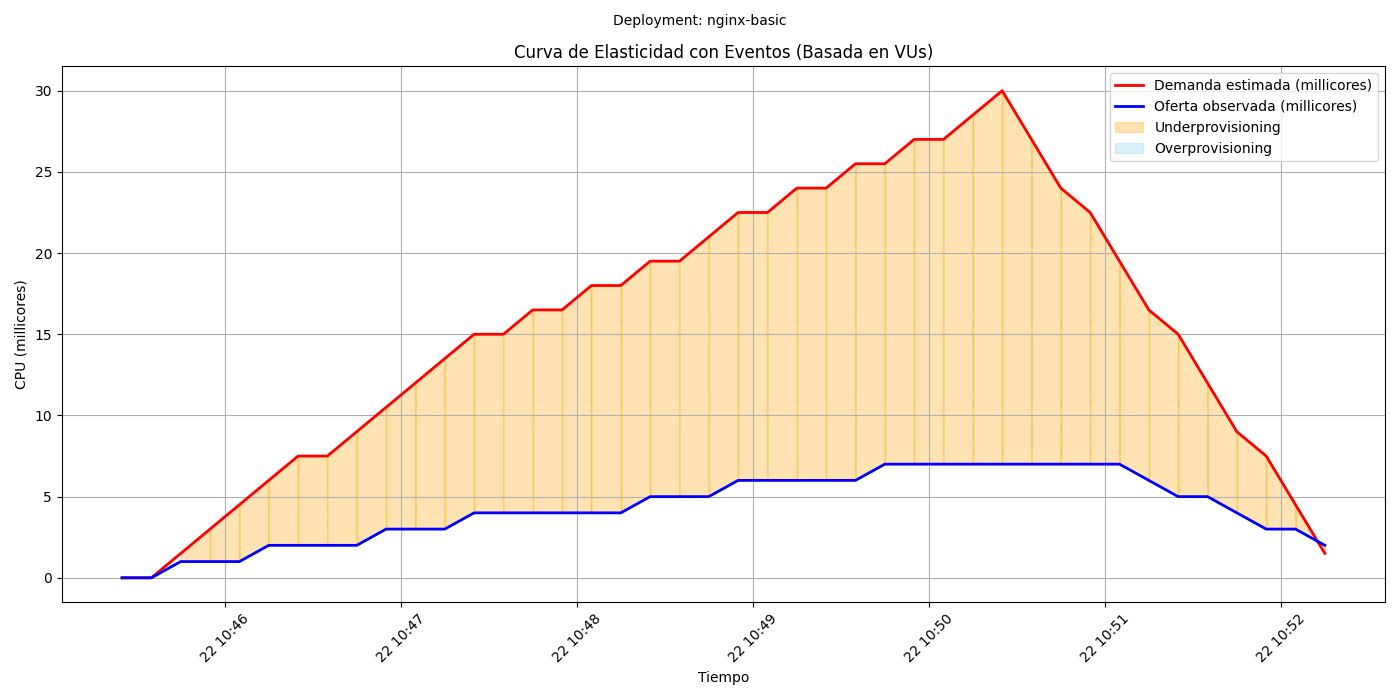 Deployment: nginx-basic
Curva de Elasticidad con Eventos (Basada en VUs)
Demanda estimada (millicores)
Oferta observada (millicores)
Underprovisioning
Overprovisioning
CPU (millicores)
30
25
20
15
10
5
0
22 10:46
22 10:47
22 10:48
22 10:49
22 10:50
22 10:51
22 10:52
Tiempo